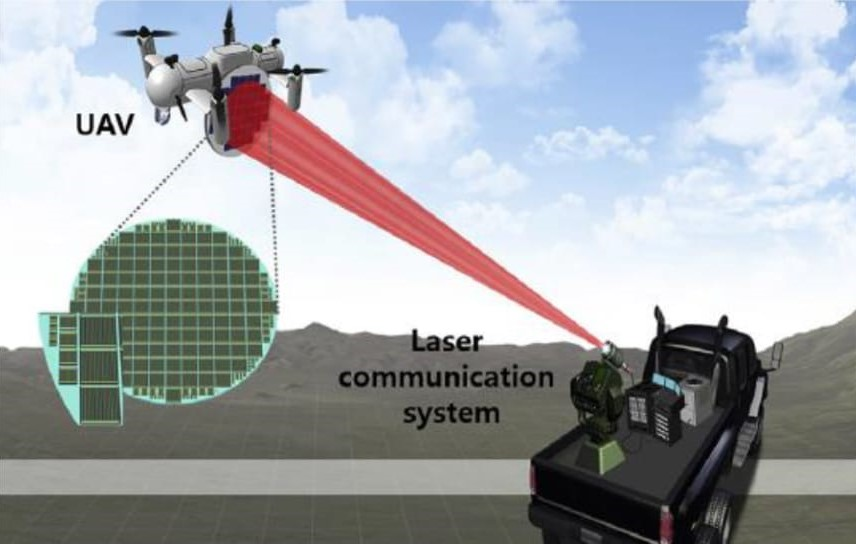 UAV
Laser
communication
system